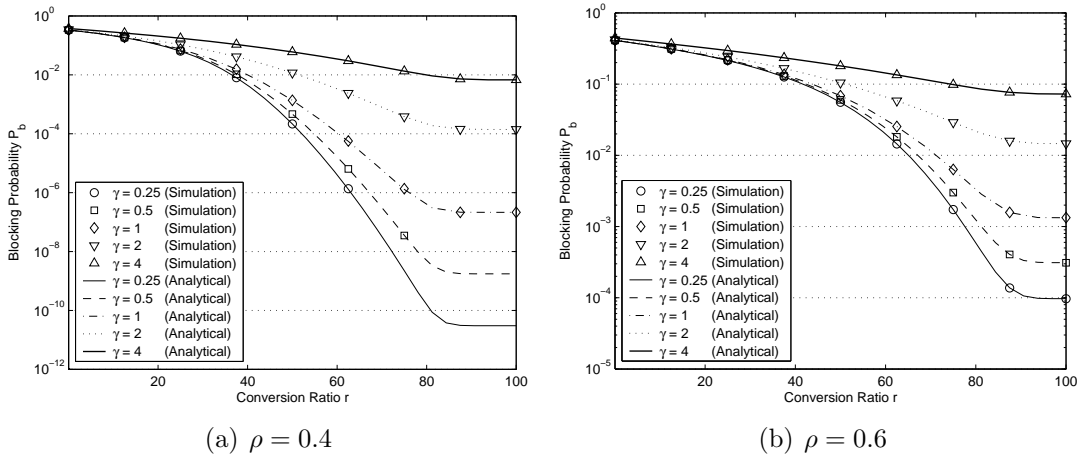 10^0
10^−2
10^−4
10^−6
10^−8
10^−10
10^−12
Blocking Probability P_b
γ = 0.25 (Simulation)
γ = 0.5 (Simulation)
γ = 1 (Simulation)
γ = 2 (Simulation)
γ = 4 (Simulation)
γ = 0.25 (Analytical)
γ = 0.5 (Analytical)
γ = 1 (Analytical)
γ = 2 (Analytical)
γ = 4 (Analytical)
20 40 60 80 100
Conversion Ratio r
(a) ρ = 0.4
10^0
10^−1
10^−2
10^−3
10^−4
10^−5
Blocking Probability P_b
γ = 0.25 (Simulation)
γ = 0.5 (Simulation)
γ = 1 (Simulation)
γ = 2 (Simulation)
γ = 4 (Simulation)
γ = 0.25 (Analytical)
γ = 0.5 (Analytical)
γ = 1 (Analytical)
γ = 2 (Analytical)
γ = 4 (Analytical)
20 40 60 80 100
Conversion Ratio r
(b) ρ = 0.6